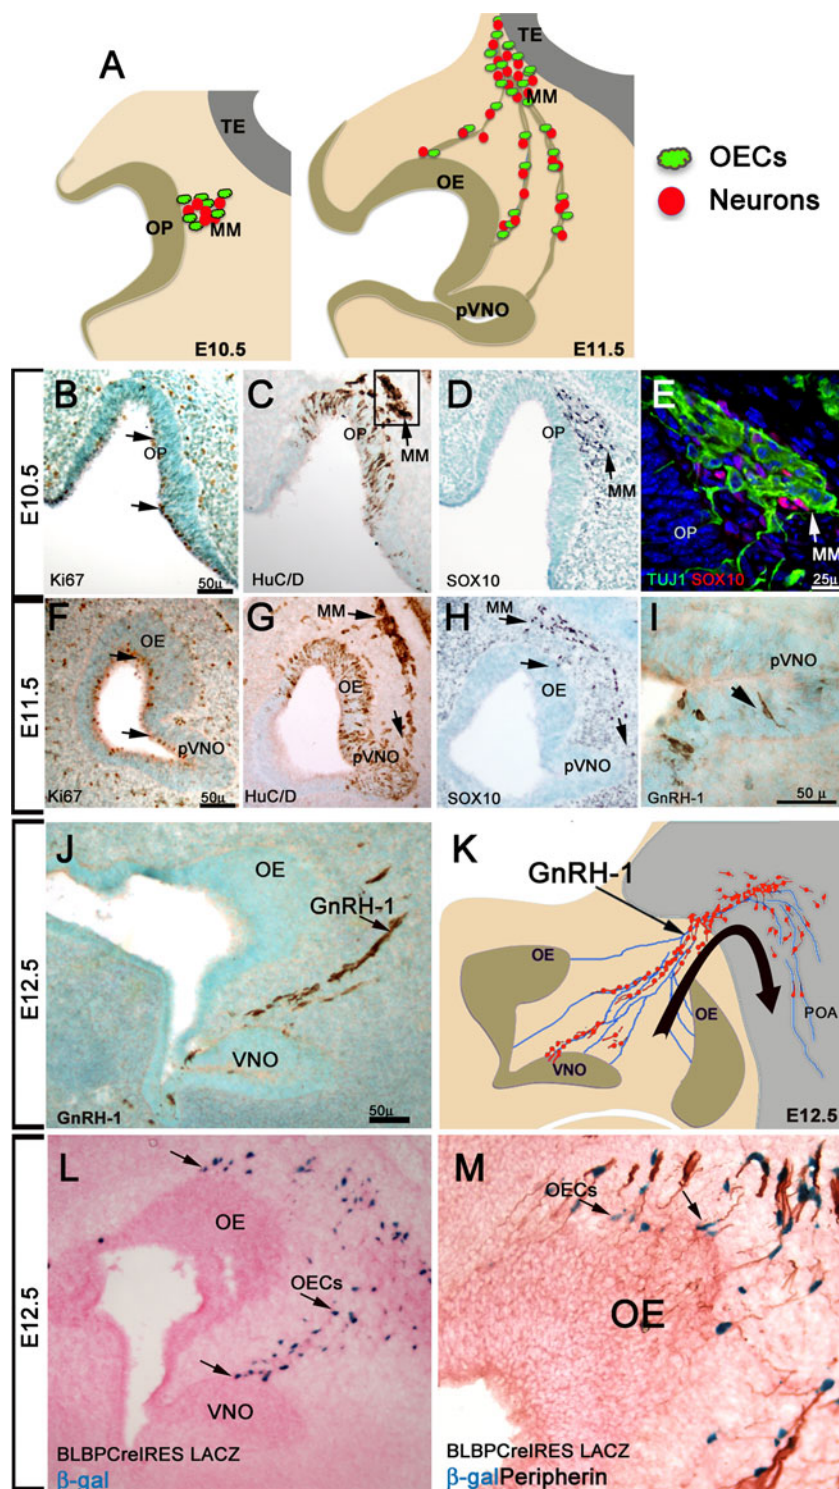 A
TE
OP
MM
E10.5
TE
MM
OE
pVNO
E11.5
OECs
Neurons
E10.5
B
OP
Ki67
50µ
C
OP
MM
HuC/D
D
OP
MM
SOX10
E
OP
MM
TUJ1 SOX10
25µ
E11.5
F
OE
pVNO
Ki67
50µ
G
MM
OE
pVNO
HuC/D
H
MM
OE
pVNO
SOX10
I
pVNO
GnRH-1
50 µ
E12.5
J
OE
GnRH-1
VNO
GnRH-1
50µ
K
GnRH-1
OE
OE
VNO
POA
E12.5
E12.5
L
OE
OECs
VNO
BLBPCreIRES LACZ
β-gal
M
OECs
OE
BLBPCreIRES LACZ
β-galPeripherin